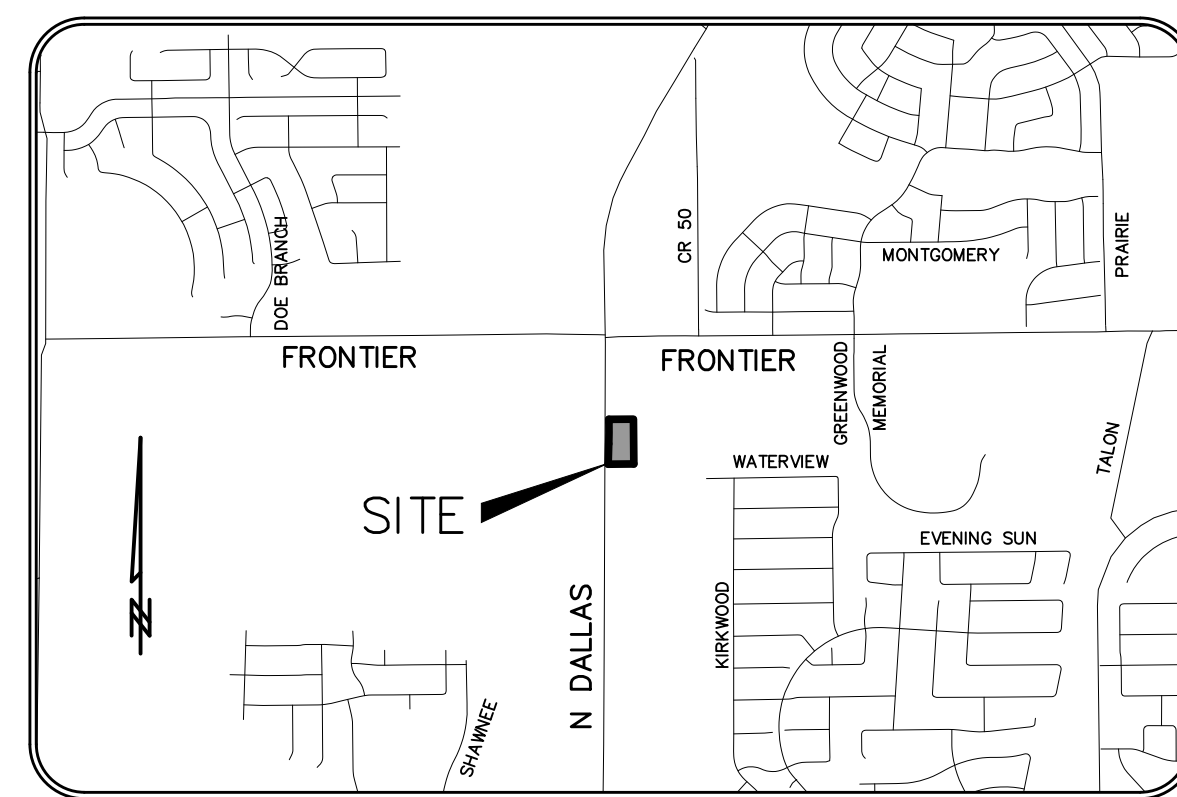 CR 50
MONTGOMERY
PRAIRIE
DOE BRANCH
FRONTIER
FRONTIER
GREENWOOD
MEMORIAL
TALON
WATERVIEW
SITE
EVENING SUN
N DALLAS
KIRKWOOD
SHAWNEE
N